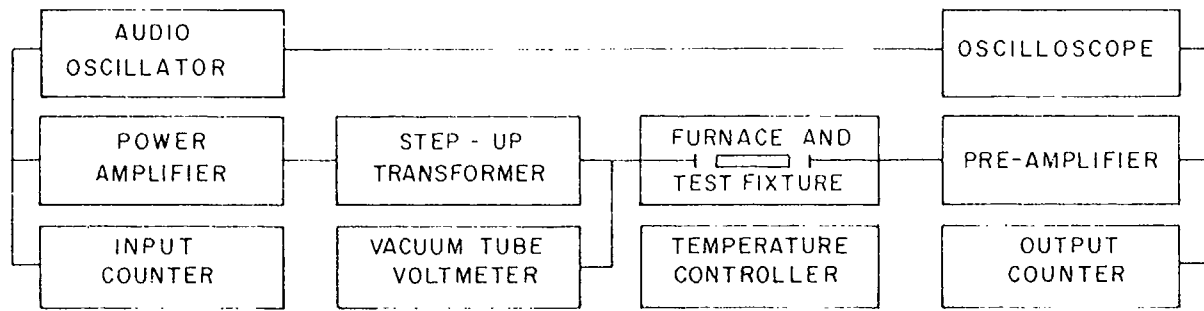 AUDIO
OSCILLATOR
OSCILLOSCOPE
POWER
AMPLIFIER
STEP - UP
TRANSFORMER
FURNACE AND
TEST FIXTURE
PRE-AMPLIFIER
INPUT
COUNTER
VACUUM TUBE
VOLTMETER
TEMPERATURE
CONTROLLER
OUTPUT
COUNTER